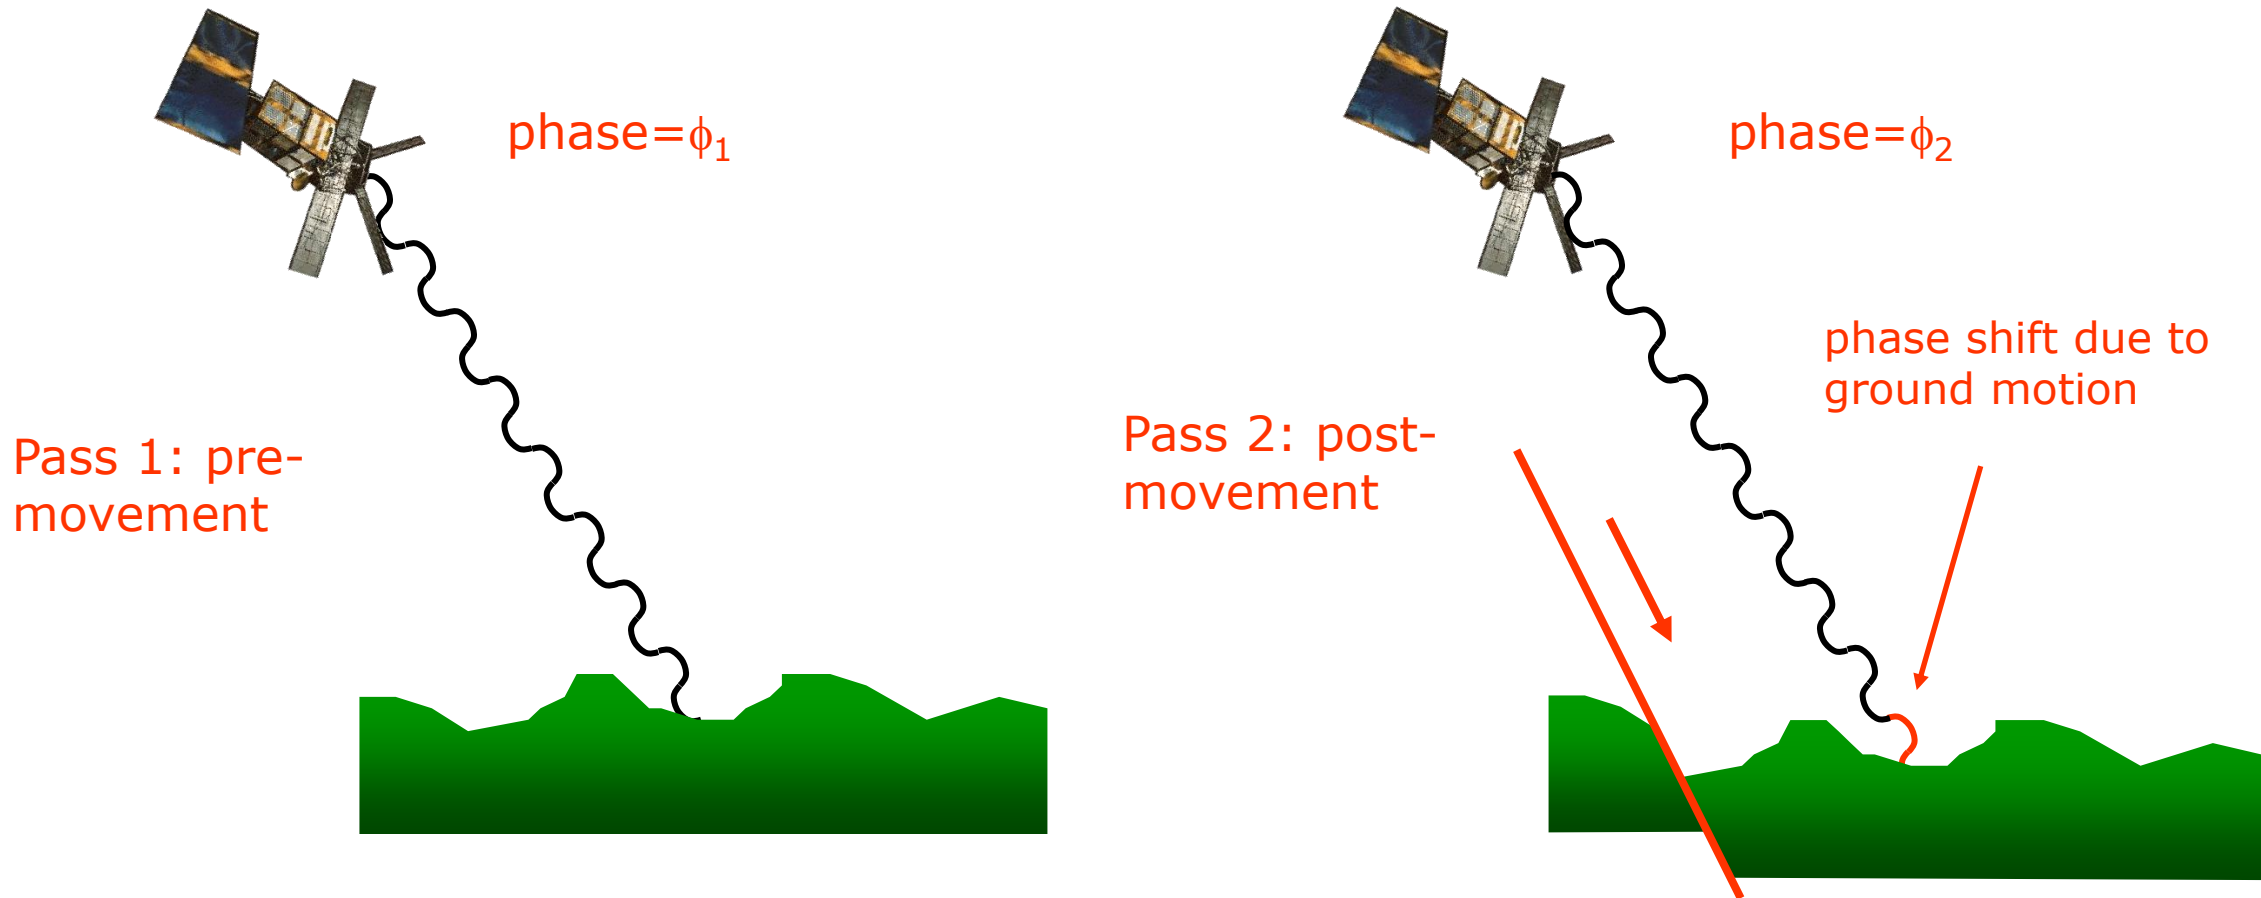 phase=ϕ1
Pass 1: pre-
movement
phase=ϕ2
phase shift due to
ground motion
Pass 2: post-
movement